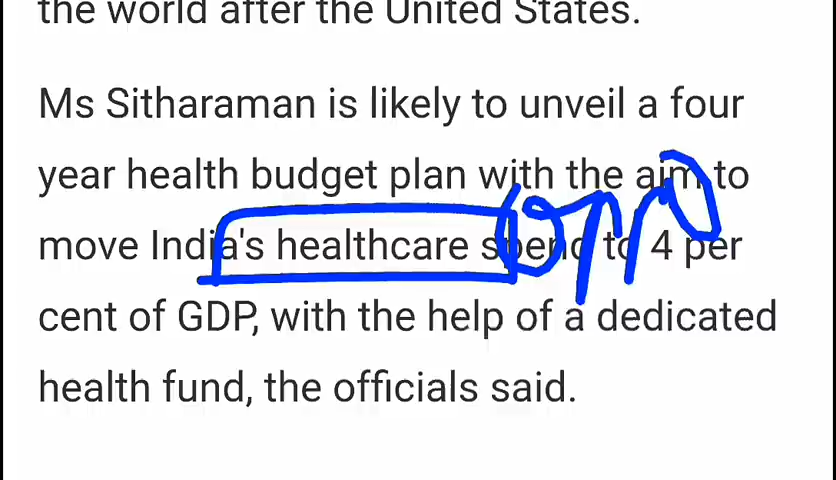 the world after the United States.
Ms Sitharaman is likely to unveil a four
year health budget plan with the aim to
move India's healthcare spend to 4 per
cent of GDP, with the help of a dedicated
health fund, the officials said.